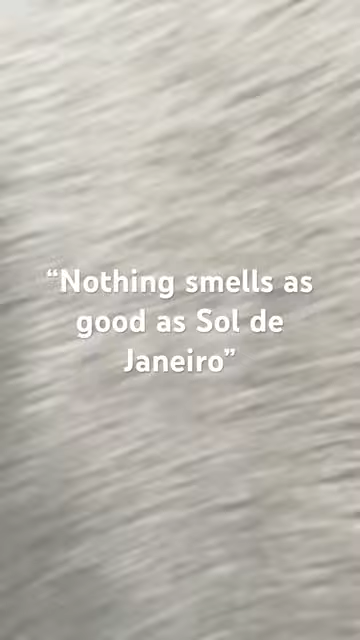 “Nothing smells as
good as Sol de
Janeiro”